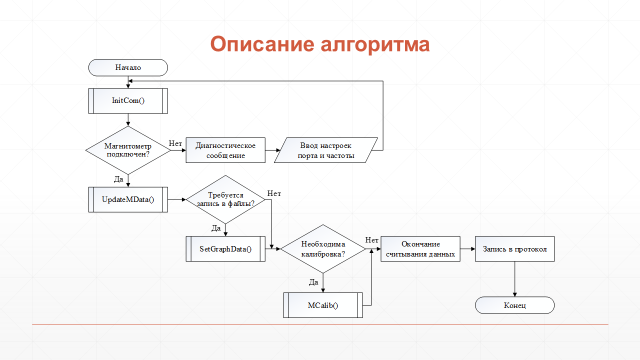 Описание алгоритма
Начало
InitCom()
Магнитометр
подключен?
Нет
Диагностическое
сообщение
Ввод настроек
порта и частоты
Да
UpdateMData()
Требуется
запись в файлы?
Нет
Да
SetGraphData()
Необходима
калибровка?
Нет
Окончание
считывания данных
Запись в протокол
Да
MCalib()
Конец